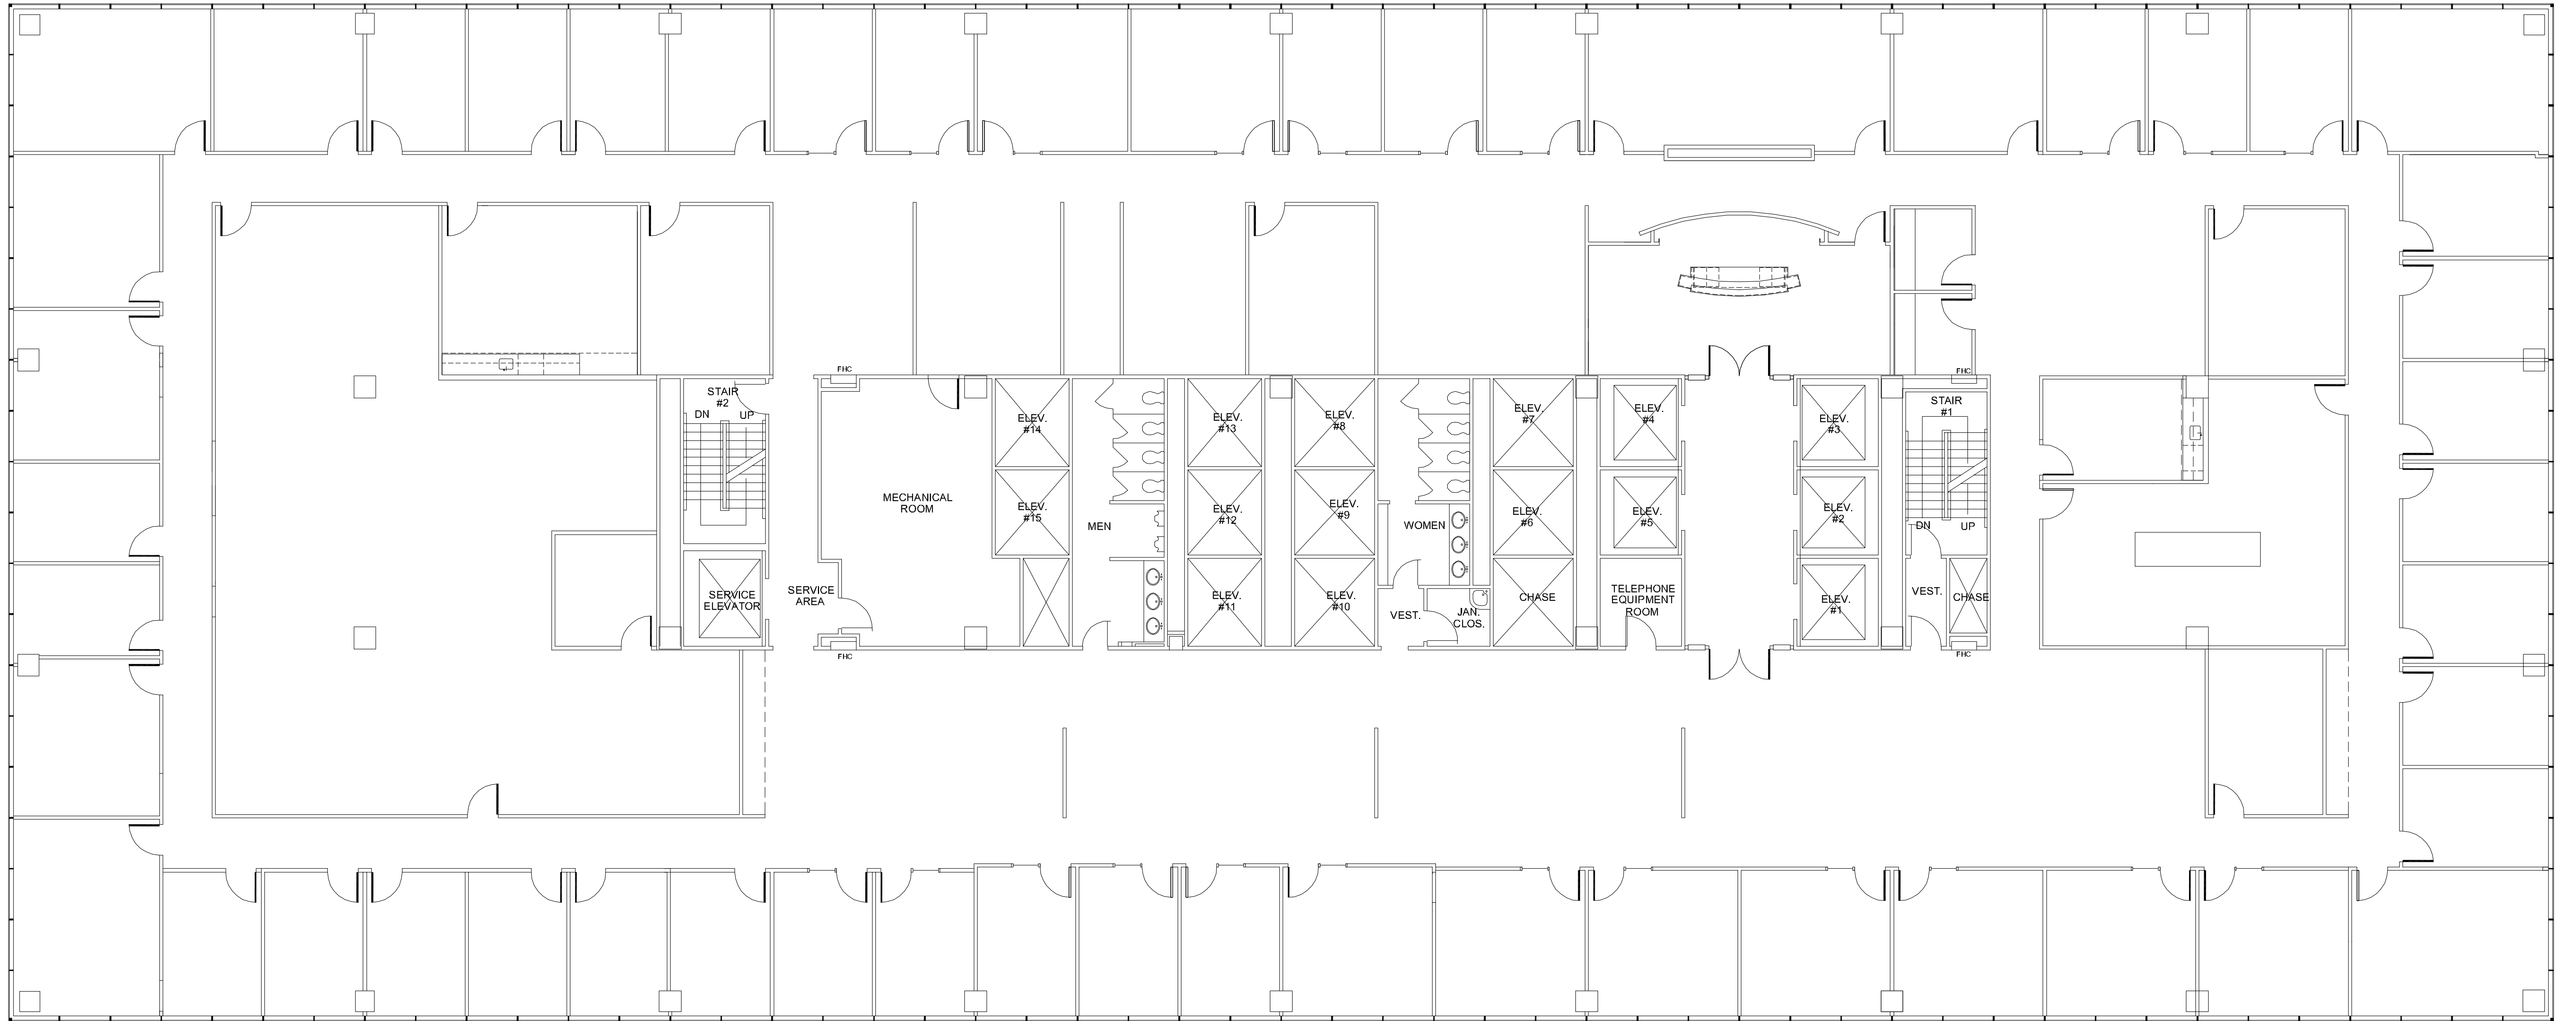 FHC
FHC
STAIR
#2
DN
UP
ELEV.
#14
ELEV.
#13
ELEV.
#8
ELEV.
#7
ELEV.
#4
ELEV.
#3
STAIR
#1
MECHANICAL
ROOM
ELEV.
#15
MEN
ELEV.
#12
ELEV.
#9
WOMEN
ELEV.
#6
ELEV.
#5
ELEV.
#2
DN
UP
SERVICE
ELEVATOR
SERVICE
AREA
ELEV.
#11
ELEV.
#10
VEST.
JAN.
CLOS.
CHASE
TELEPHONE
EQUIPMENT
ROOM
ELEV.
#1
VEST.
CHASE
FHC
FHC